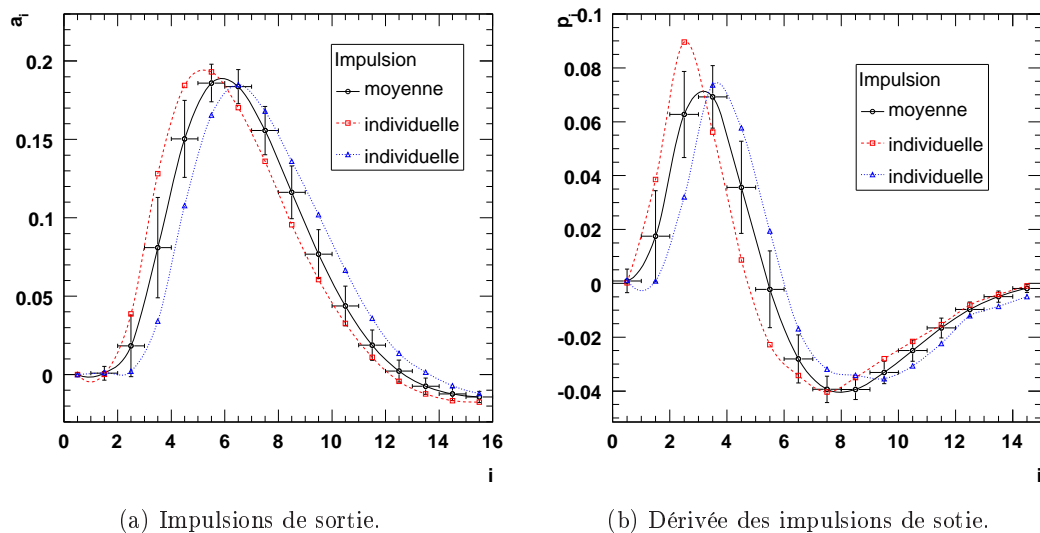 a_i
0.2
0.15
0.1
0.05
0
0 2 4 6 8 10 12 14 16
i
Impulsion
moyenne
individuelle
individuelle
(a) Impulsions de sortie.
p_i
0.1
0.08
0.06
0.04
0.02
0
-0.02
-0.04
0 2 4 6 8 10 12 14
i
Impulsion
moyenne
individuelle
individuelle
(b) Dérivée des impulsions de sotie.